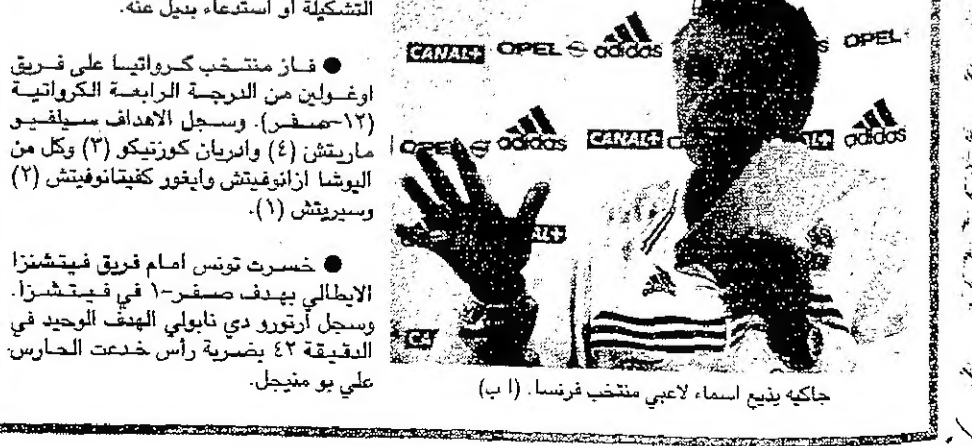 التشكيلة أو استدعاء بديل عنه.
● فاز منتخب كرواتيا على فريق
اوغولين من الدرجة الرابعة الكرواتية
(١٢-صفر). وسجل الاهداف سيلفيو
ماريتش (٤) وادريان كوزنيكو (٣) وكل من
اليوشا ازانوفيتش وايغور كفيتانوفيتش (٢)
وسيريتش (١).
● خسرت تونس امام فريق فيتشنزا
الايطالي بهدف صفر-١ في فيتشنزا.
وسجل أرتورو دي نابولي الهدف الوحيد في
الدقيقة ٤٢ بضربة رأس خدعت الحارس
علي بو منيجل.
CANAL+ OPEL adidas OPEL
OPEL adidas CANAL+ adidas
جاكيه يذيع اسماء لاعبي منتخب فرنسا. (ا ب)